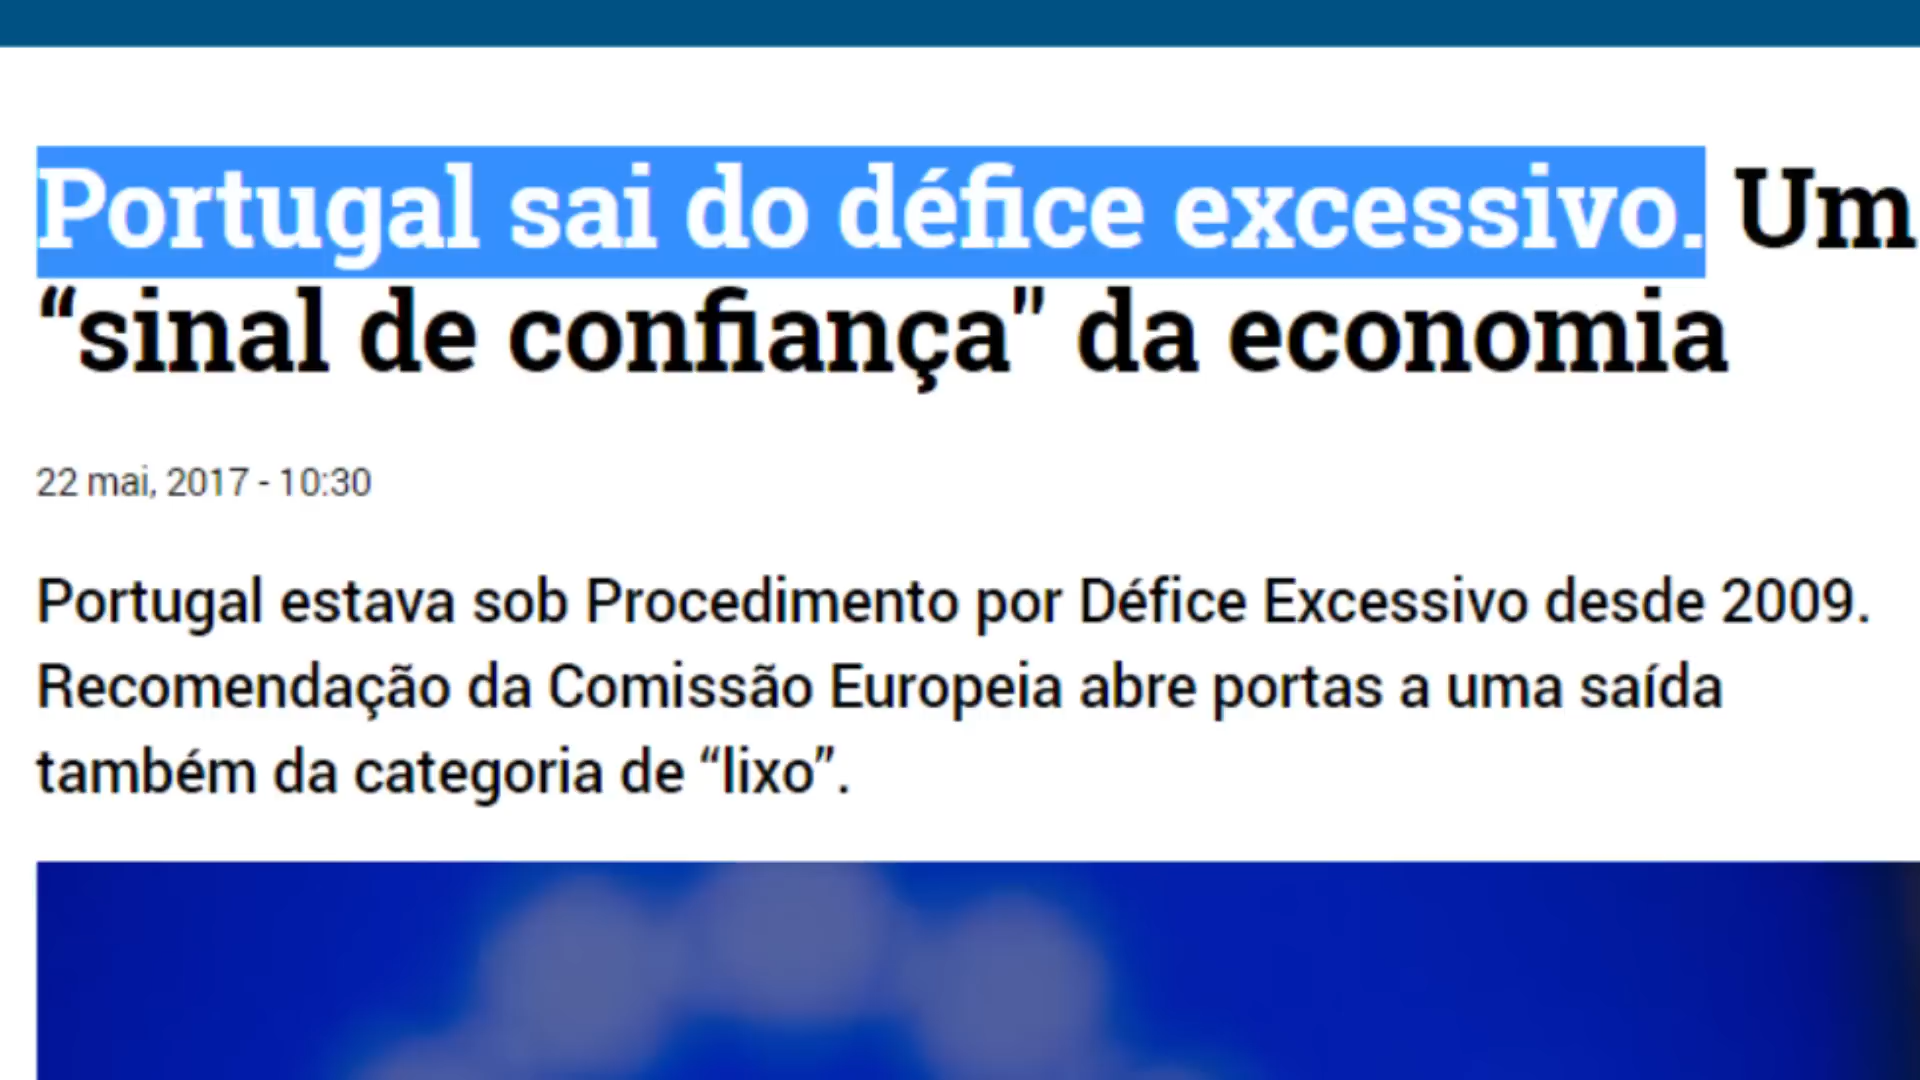 Portugal sai do défice excessivo. Um
“sinal de confiança" da economia
22 mai, 2017 - 10:30
Portugal estava sob Procedimento por Défice Excessivo desde 2009.
Recomendação da Comissão Europeia abre portas a uma saída
também da categoria de “lixo”.